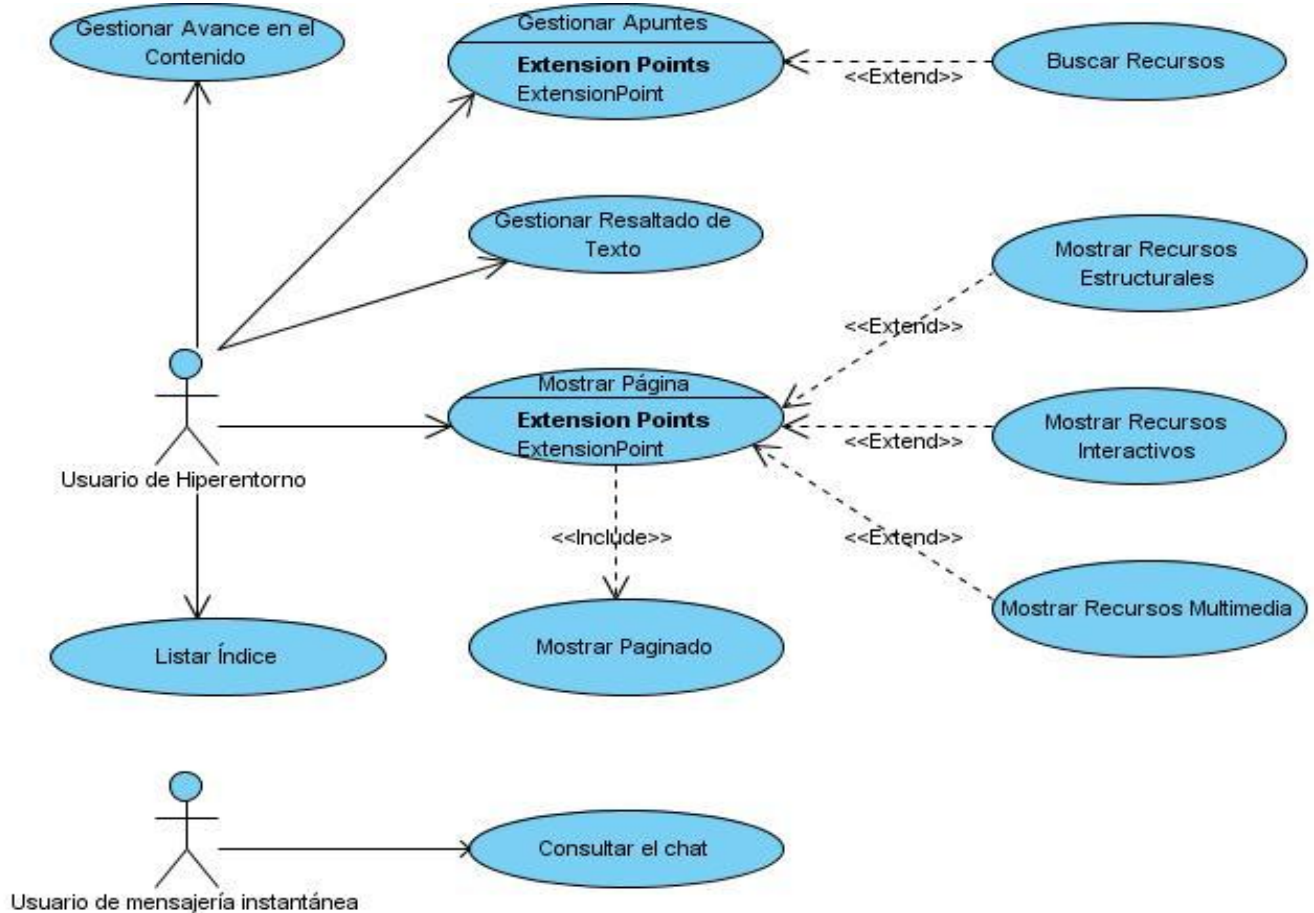 Gestionar Avance en el
Contenido
Gestionar Apuntes
Extension Points
ExtensionPoint
<<Extend>>
Buscar Recursos
Gestionar Resaltado de
Texto
Mostrar Recursos
Estructurales
<<Extend>>
Mostrar Página
Extension Points
ExtensionPoint
<<Extend>>
Mostrar Recursos
Interactivos
Usuario de Hiperentorno
<<Include>>
<<Extend>>
Mostrar Recursos Multimedia
Listar Índice
Mostrar Paginado
Consultar el chat
Usuario de mensajería instantánea